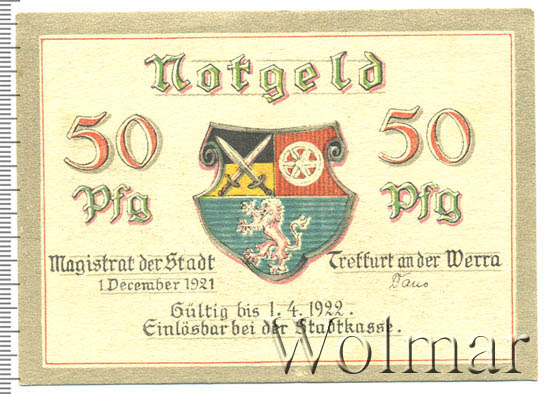 Notgeld
50 Pfg
50 Pfg
Magistrat der Stadt Treffurt an der Werra
1.December 1921
Gültig bis 1.4.1922.
Einlösbar bei der Stadtkasse.
Wolmar